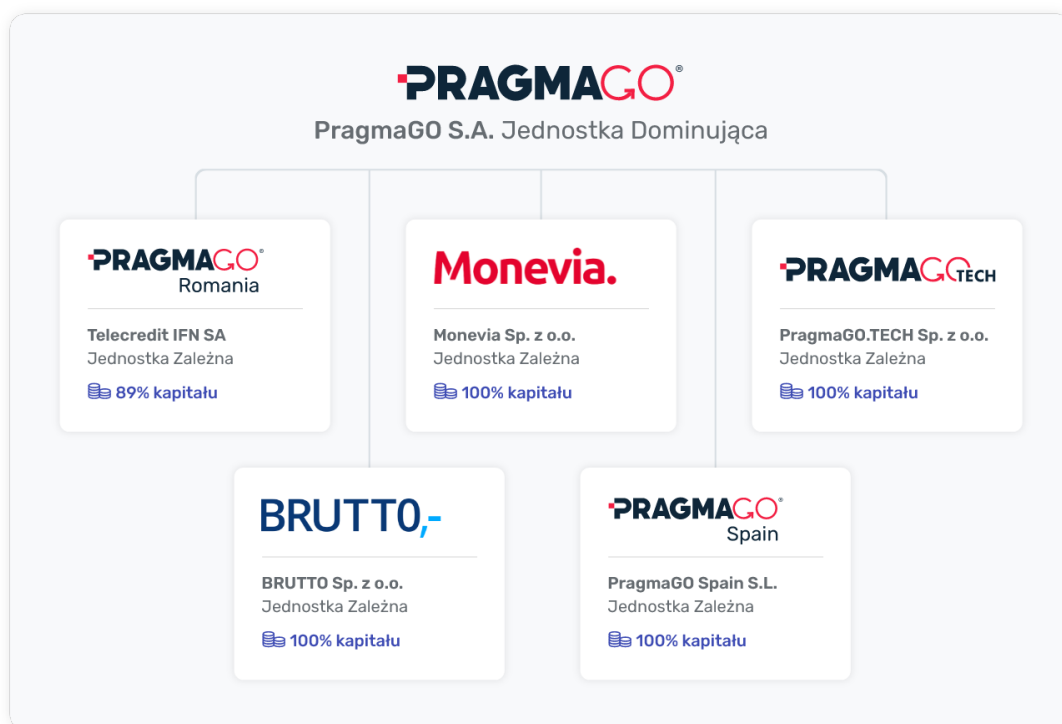 PRAGMAGO®
PragmaGO S.A. Jednostka Dominująca
PRAGMAGO®
Romania
Telecredit IFN SA
Jednostka Zależna
89% kapitału
Monevia.
Monevia Sp. z o.o.
Jednostka Zależna
100% kapitału
PRAGMAGO TECH
PragmaGO.TECH Sp. z o.o.
Jednostka Zależna
100% kapitału
BRUTTO,-
BRUTTO Sp. z o.o.
Jednostka Zależna
100% kapitału
PRAGMAGO®
Spain
PragmaGO Spain S.L.
Jednostka Zależna
100% kapitału